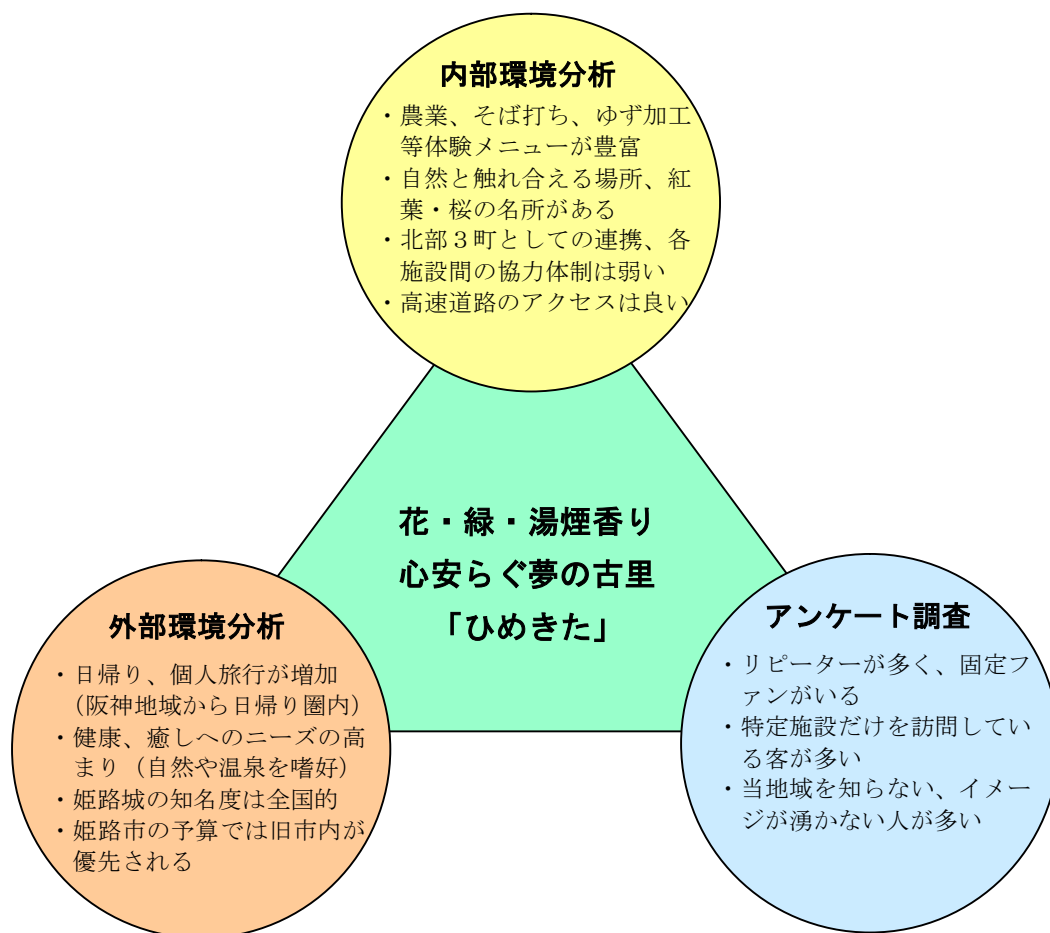 内部環境分析
・農業、そば打ち、ゆず加工
等体験メニューが豊富
・自然と触れ合える場所、紅
葉・桜の名所がある
・北部３町としての連携、各
施設間の協力体制は弱い
・高速道路のアクセスは良い
花・緑・湯煙香り
心安らぐ夢の古里
「ひめきた」
外部環境分析
・日帰り、個人旅行が増加
（阪神地域から日帰り圏内）
・健康、癒しへのニーズの高
まり（自然や温泉を嗜好）
・姫路城の知名度は全国的
・姫路市の予算では旧市内が
優先される
アンケート調査
・リピーターが多く、固定フ
ァンがいる
・特定施設だけを訪問してい
る客が多い
・当地域を知らない、イメー
ジが湧かない人が多い